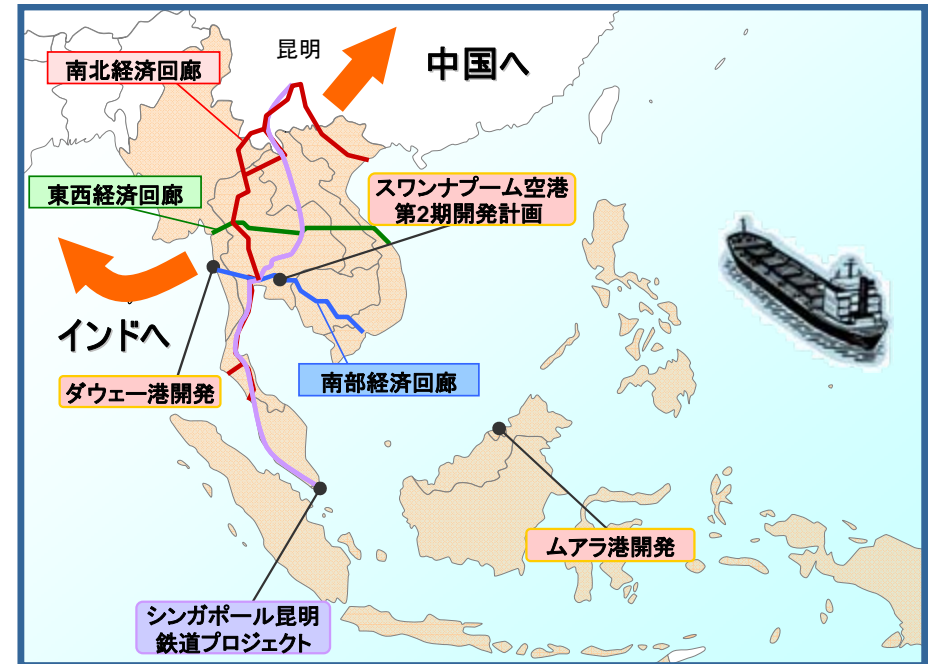 昆明
中国へ
南北経済回廊
東西経済回廊
スワンナプーム空港
第2期開発計画
インドへ
ダウェー港開発
南部経済回廊
ムアラ港開発
シンガポール昆明
鉄道プロジェクト